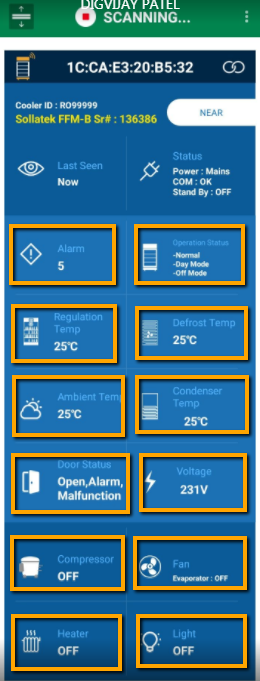 DIGVIJAY PATEL
SCANNING...
1C:CA:E3:20:B5:32
Cooler ID : RO99999
Sollatek FFM-B Sr# : 136386
NEAR
Last Seen
Now
Status
Power : Mains
COM : OK
Stand By : OFF
Alarm
5
Operation Status
-Normal
-Day Mode
-Off Mode
Regulation
Temp
25℃
Defrost Temp
25℃
Ambient Temp
25℃
Condenser
Temp
25℃
Door Status
Open,Alarm,
Malfunction
Voltage
231V
Compressor
OFF
Fan
Evaporator : OFF
Heater
OFF
Light
OFF